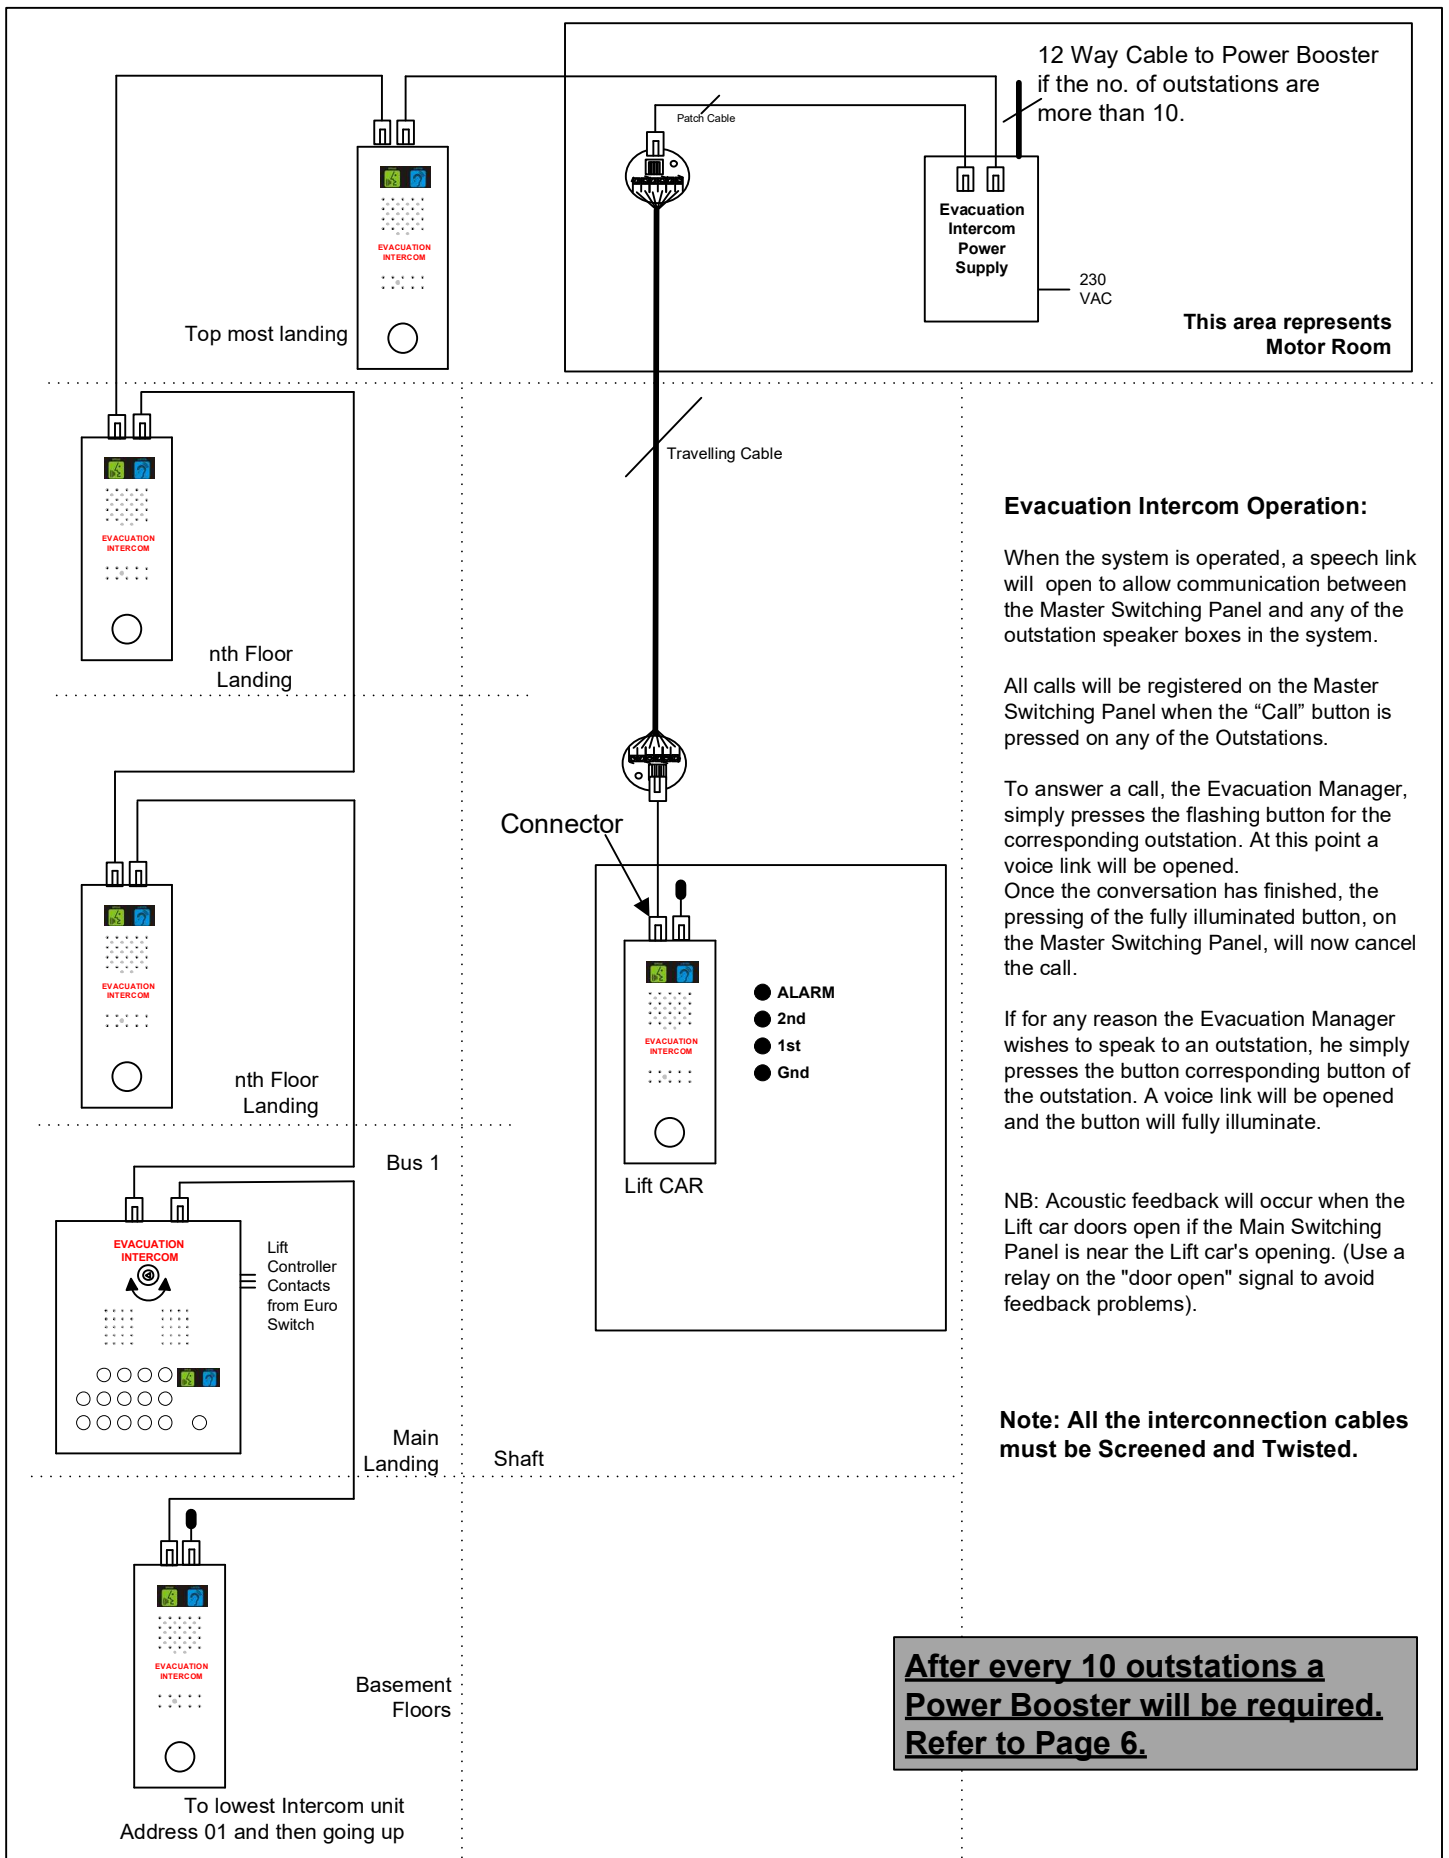 12 Way Cable to Power Booster
if the no. of outstations are
more than 10.
Patch Cable
Evacuation
Intercom
Power
Supply
230
VAC
This area represents
Motor Room
EVACUATION
INTERCOM
Top most landing
Travelling Cable
EVACUATION
INTERCOM
nth Floor
Landing
Connector
EVACUATION
INTERCOM
nth Floor
Landing
EVACUATION
INTERCOM
ALARM
2nd
1st
Gnd
Lift CAR
Bus 1
EVACUATION
INTERCOM
Lift
Controller
Contacts
from Euro
Switch
Main
Landing
Shaft
EVACUATION
INTERCOM
Basement
Floors
To lowest Intercom unit
Address 01 and then going up
Evacuation Intercom Operation:
When the system is operated, a speech link
will  open to allow communication between
the Master Switching Panel and any of the
outstation speaker boxes in the system.
All calls will be registered on the Master
Switching Panel when the “Call” button is
pressed on any of the Outstations.
To answer a call, the Evacuation Manager,
simply presses the flashing button for the
corresponding outstation. At this point a
voice link will be opened.
Once the conversation has finished, the
pressing of the fully illuminated button, on
the Master Switching Panel, will now cancel
the call.
If for any reason the Evacuation Manager
wishes to speak to an outstation, he simply
presses the button corresponding button of
the outstation. A voice link will be opened
and the button will fully illuminate.
NB: Acoustic feedback will occur when the
Lift car doors open if the Main Switching
Panel is near the Lift car's opening. (Use a
relay on the "door open" signal to avoid
feedback problems).
Note: All the interconnection cables
must be Screened and Twisted.
After every 10 outstations a
Power Booster will be required.
Refer to Page 6.